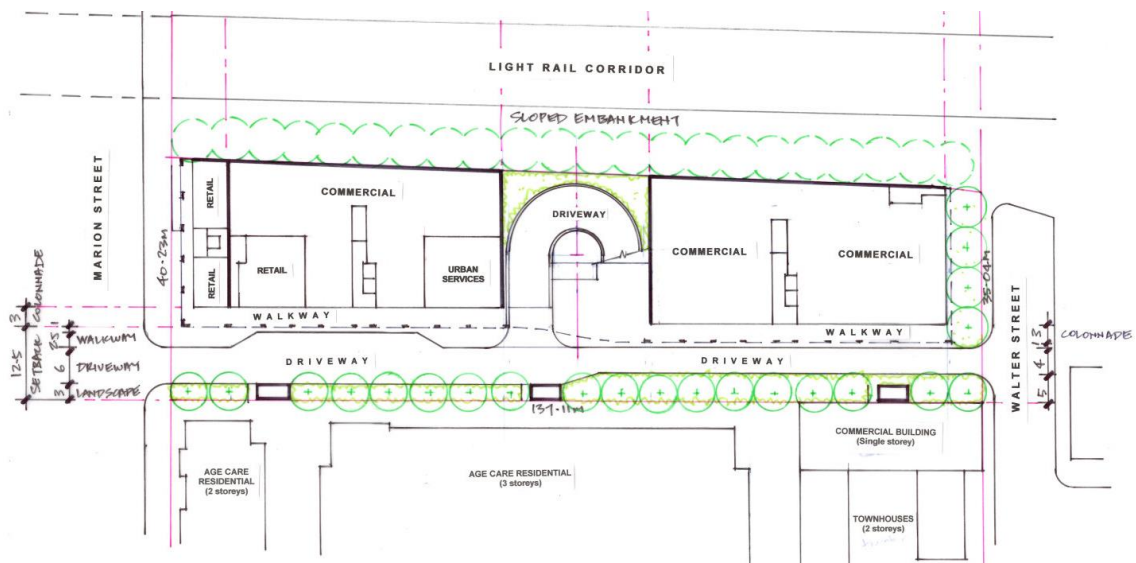 LIGHT RAIL CORRIDOR
SLOPED EMBANKMENT
MARION STREET
40.23m
RETAIL
RETAIL
COMMERCIAL
RETAIL
URBAN SERVICES
DRIVEWAY
COMMERCIAL
COMMERCIAL
35.04m
WALTER STREET
WALKWAY
WALKWAY
DRIVEWAY
DRIVEWAY
3
COLONNADE
12.5
SETBACK
3.5
WALKWAY
6
DRIVEWAY
3
LANDSCAPE
3
COLONNADE
1
4
5
137.11m
AGE CARE
RESIDENTIAL
(2 storeys)
AGE CARE RESIDENTIAL
(3 storeys)
COMMERCIAL BUILDING
(Single storey)
TOWNHOUSES
(2 storeys)